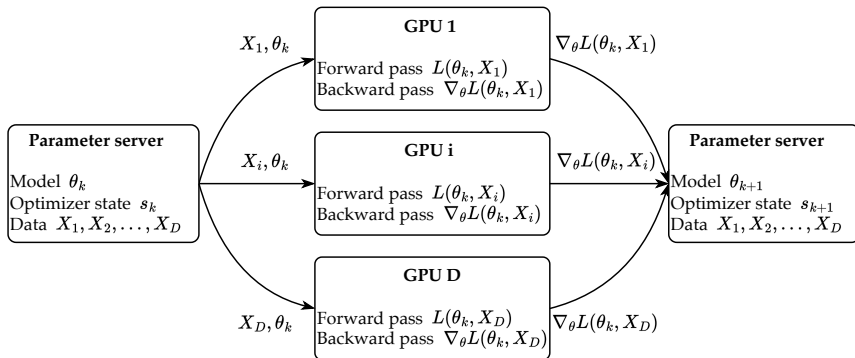 Parameter server
Model θ_k
Optimizer state s_k
Data X_1, X_2, . . . , X_D
X_1, θ_k
X_i, θ_k
X_D, θ_k
GPU 1
Forward pass L(θ_k, X_1)
Backward pass ∇_θL(θ_k, X_1)
GPU i
Forward pass L(θ_k, X_i)
Backward pass ∇_θL(θ_k, X_i)
GPU D
Forward pass L(θ_k, X_D)
Backward pass ∇_θL(θ_k, X_D)
∇_θL(θ_k, X_1)
∇_θL(θ_k, X_i)
∇_θL(θ_k, X_D)
Parameter server
Model θ_{k+1}
Optimizer state s_{k+1}
Data X_1, X_2, . . . , X_D